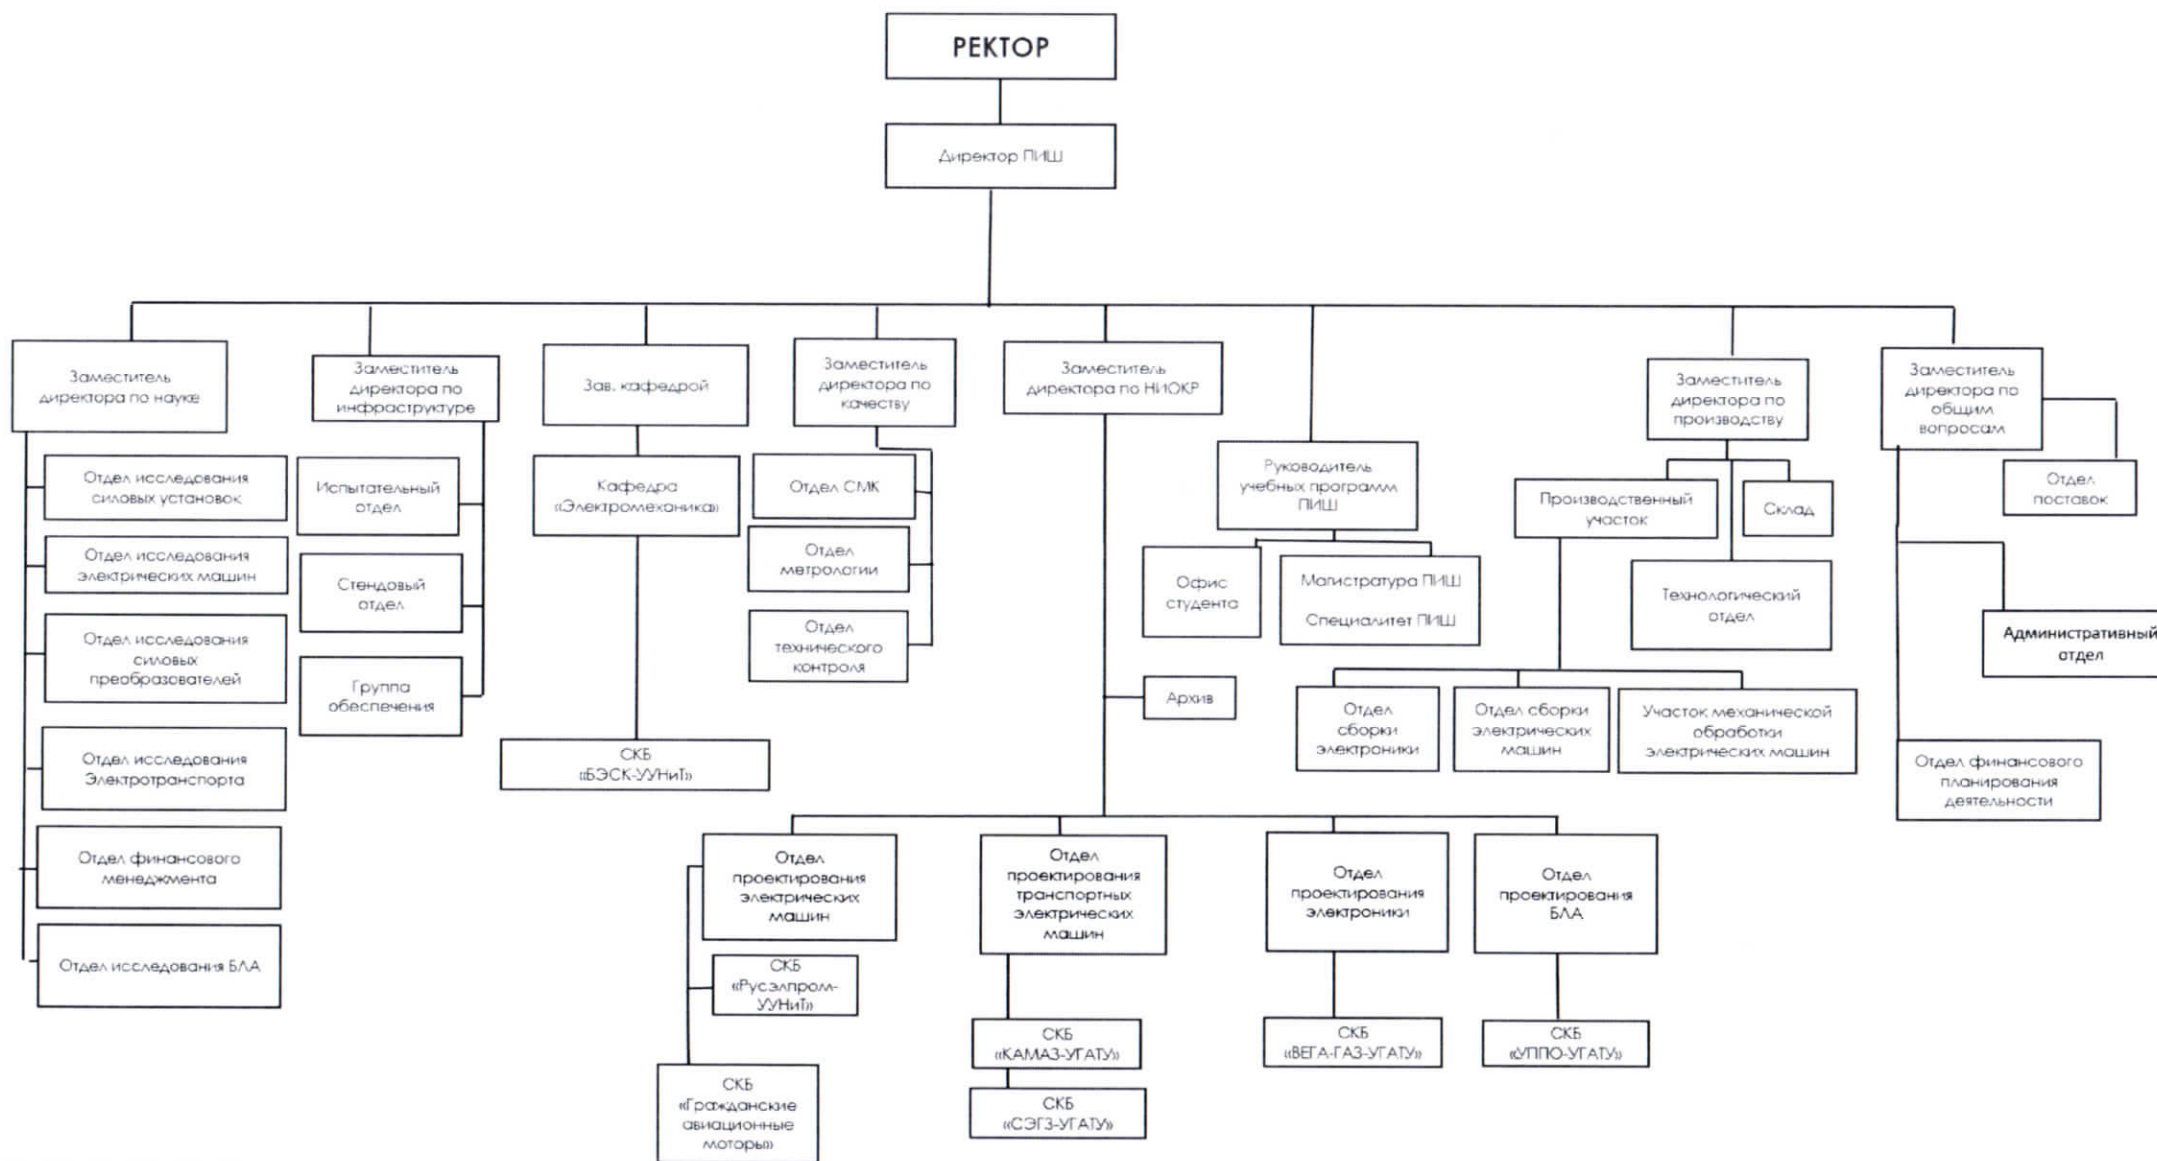 РЕКТОР
Директор ПИШ
Заместитель
директора по науке
Заместитель
директора по
инфраструктуре
Зав. кафедрой
Заместитель
директора по
качеству
Заместитель
директора по НИОКР
Руководитель
учебных программ
ПИШ
Заместитель
директора по
производству
Заместитель
директора по
общим
вопросам
Отдел исследования
силовых установок
Отдел исследования
электрических машин
Отдел исследования
силовых
преобразователей
Отдел исследования
Электротранспорта
Отдел финансового
менеджмента
Отдел исследования БЛА
Испытательный
отдел
Стендовый
отдел
Группа
обеспечения
Кафедра
«Электромеханика»
СКБ
«БЭСК-УУНиТ»
Отдел СМК
Отдел
метрологии
Отдел
технического
контроля
Архив
Офис
студента
Магистратура ПИШ
Специалитет ПИШ
Производственный
участок
Склад
Технологический
отдел
Отдел
сборки
электроники
Отдел сборки
электрических
машин
Участок механической
обработки
электрических машин
Отдел
поставок
Административный
отдел
Отдел финансового
планирования
деятельности
Отдел
проектирования
электрических
машин
СКБ
«Русэлпром-
УУНиТ»
СКБ
«Гражданские
авиационные
моторы»
Отдел
проектирования
транспортных
электрических
машин
СКБ
«КАМАЗ-УГАТУ»
СКБ
«СЭГЗ-УГАТУ»
Отдел
проектирования
электроники
СКБ
«ВЕГА-ГАЗ-УГАТУ»
Отдел
проектирования
БЛА
СКБ
«УППО-УГАТУ»